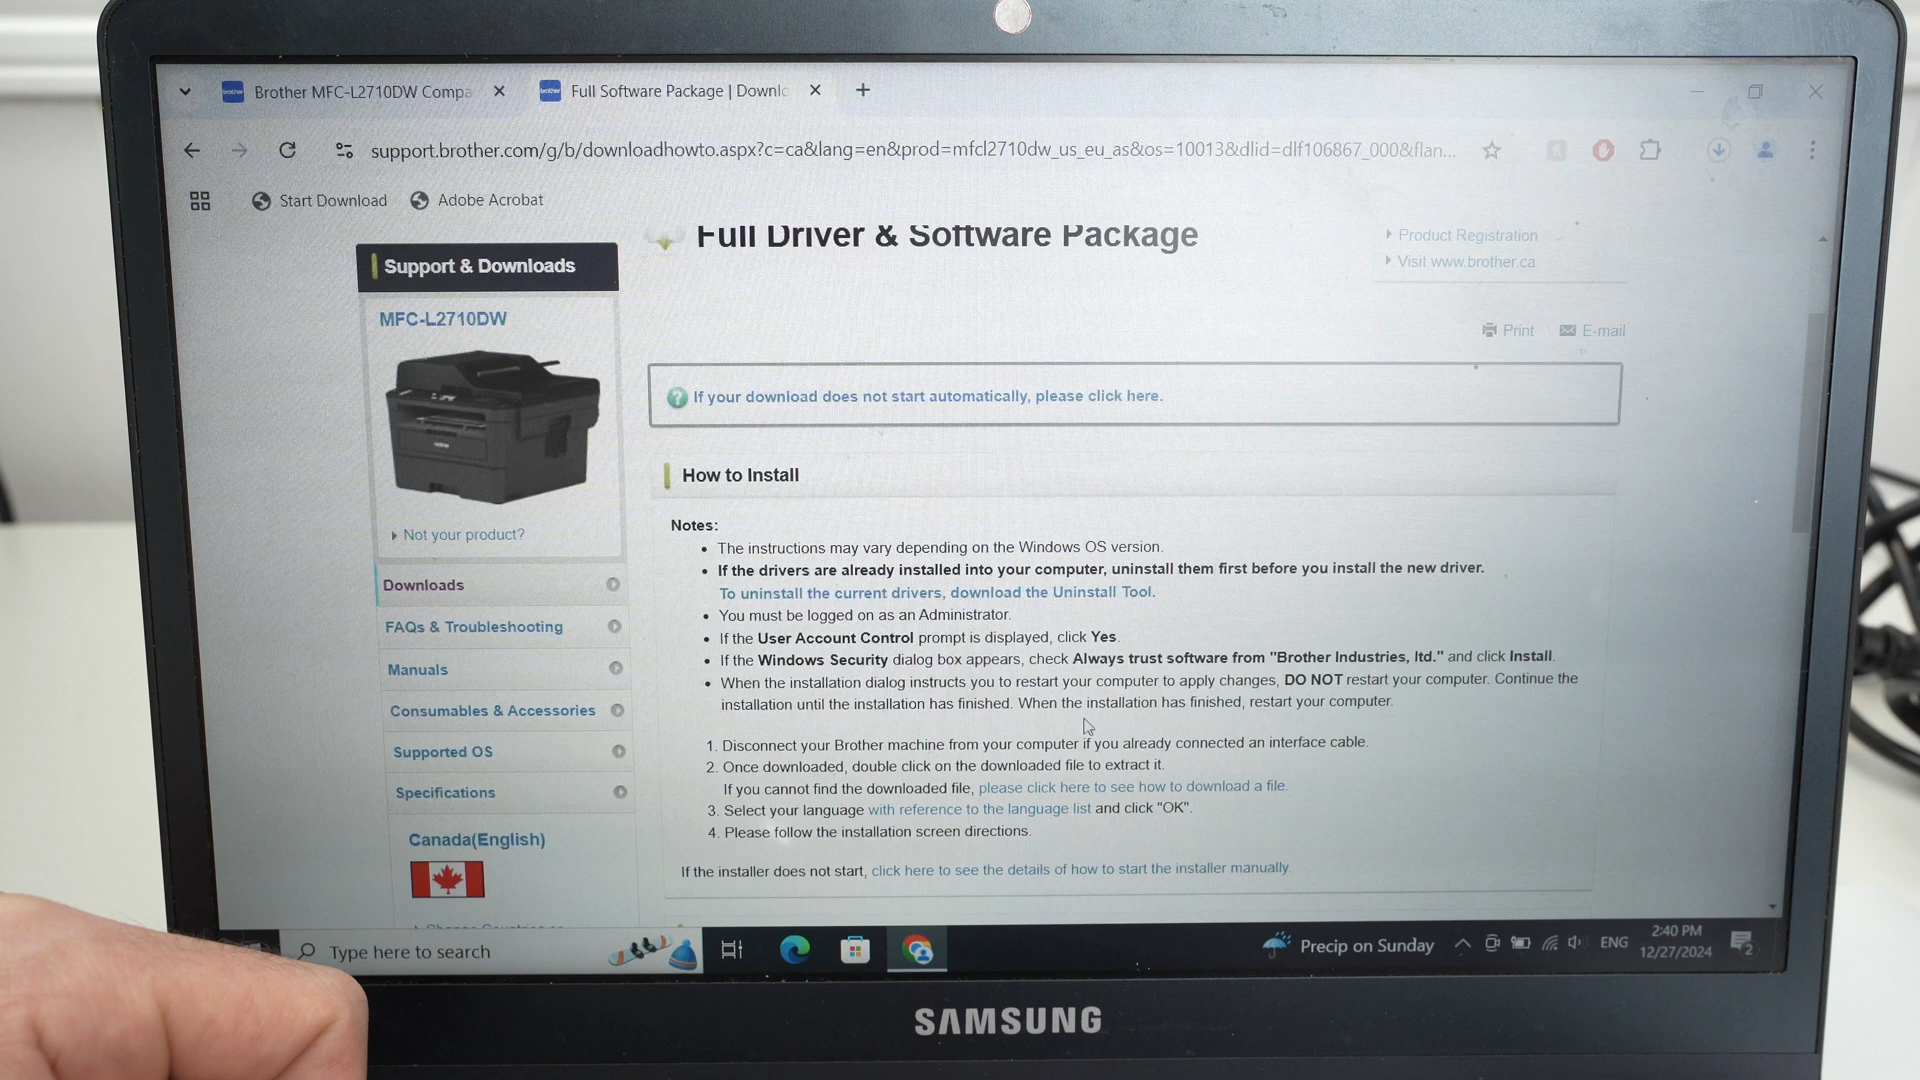 Brother MFC-L2710DW Compa
Full Software Package | Downlo
support.brother.com/g/b/downloadhowto.aspx?c=ca&lang=en&prod=mfcl2710dw_us_eu_as&os=10013&dlid=dlf106867_000&flan...
Start Download
Adobe Acrobat
Full Driver & Software Package
Product Registration
Visit www.brother.ca
Support & Downloads
MFC-L2710DW
Print
E-mail
If your download does not start automatically, please click here.
How to Install
Not your product?
Downloads
FAQs & Troubleshooting
Manuals
Consumables & Accessories
Supported OS
Specifications
Canada(English)
Notes:
• The instructions may vary depending on the Windows OS version.
• If the drivers are already installed into your computer, uninstall them first before you install the new driver.
To uninstall the current drivers, download the Uninstall Tool.
• You must be logged on as an Administrator.
• If the User Account Control prompt is displayed, click Yes.
• If the Windows Security dialog box appears, check Always trust software from "Brother Industries, ltd." and click Install.
• When the installation dialog instructs you to restart your computer to apply changes, DO NOT restart your computer. Continue the
installation until the installation has finished. When the installation has finished, restart your computer.
1. Disconnect your Brother machine from your computer if you already connected an interface cable.
2. Once downloaded, double click on the downloaded file to extract it.
If you cannot find the downloaded file, please click here to see how to download a file.
3. Select your language with reference to the language list and click "OK".
4. Please follow the installation screen directions.
If the installer does not start, click here to see the details of how to start the installer manually.
Type here to search
Precip on Sunday
ENG
2:40 PM
12/27/2024
2
SAMSUNG